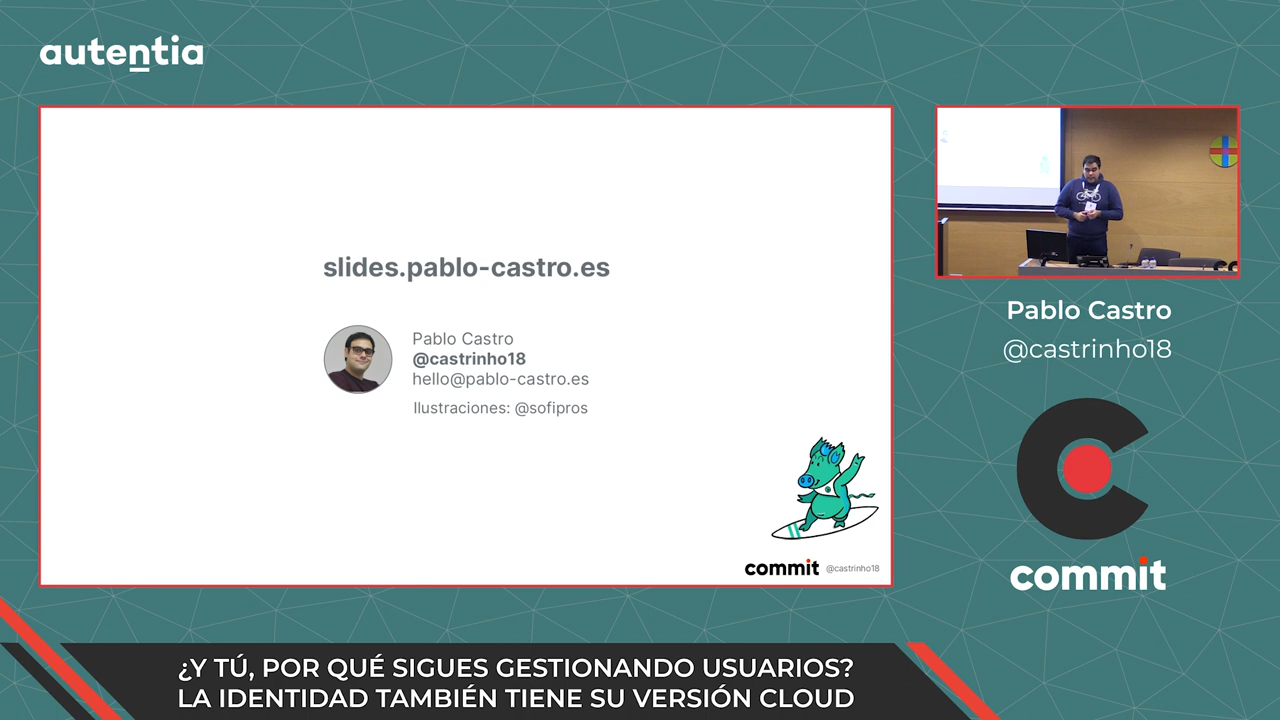 autentia
slides.pablo-castro.es
Pablo Castro
@castrinho18
hello@pablo-castro.es
Ilustraciones: @sofipros
commit @castrinho18
Pablo Castro
@castrinho18
commit
¿Y TÚ, POR QUÉ SIGUES GESTIONANDO USUARIOS?
LA IDENTIDAD TAMBIÉN TIENE SU VERSIÓN CLOUD